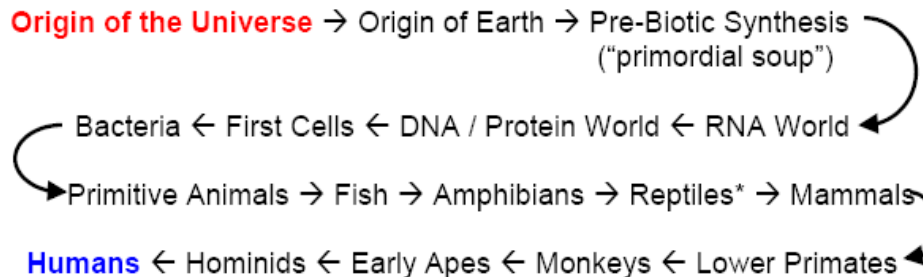 Origin of the Universe → Origin of Earth → Pre-Biotic Synthesis
(“primordial soup”)
Bacteria ← First Cells ← DNA / Protein World ← RNA World
Primitive Animals → Fish → Amphibians → Reptiles* → Mammals
Humans ← Hominids ← Early Apes ← Monkeys ← Lower Primates